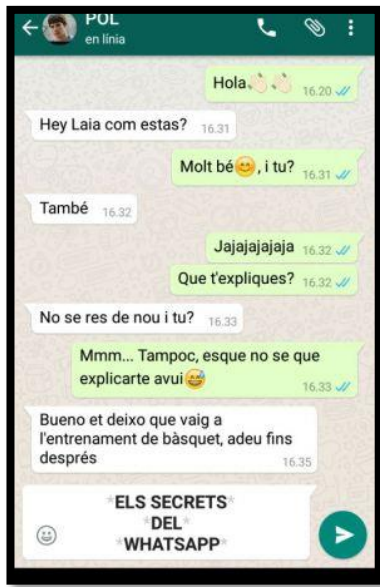 POL
en línia
Hola👏🏻👏🏻 16.20
Hey Laia com estas? 16.31
Molt bé😊, i tu? 16.31
També 16.32
Jajajajajaja 16.32
Que t'expliques? 16.32
No se res de nou i tu? 16.33
Mmm... Tampoc, esque no se que
explicarte avui😅 16.33
Bueno et deixo que vaig a
l'entrenament de bàsquet, adeu fins
després 16.35
*ELS SECRETS*
*DEL*
*WHATSAPP*